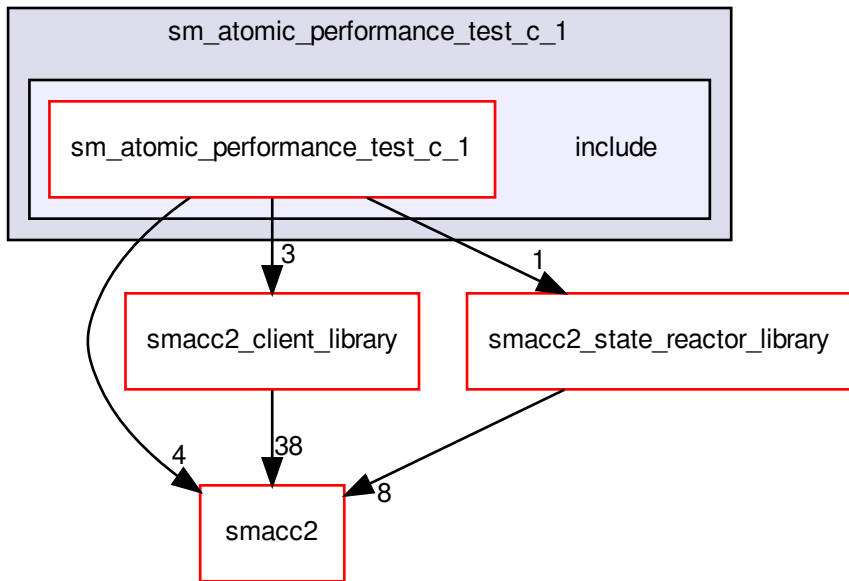 sm_atomic_performance_test_c_1
sm_atomic_performance_test_c_1
include
3
1
smacc2_client_library
smacc2_state_reactor_library
4
38
8
smacc2